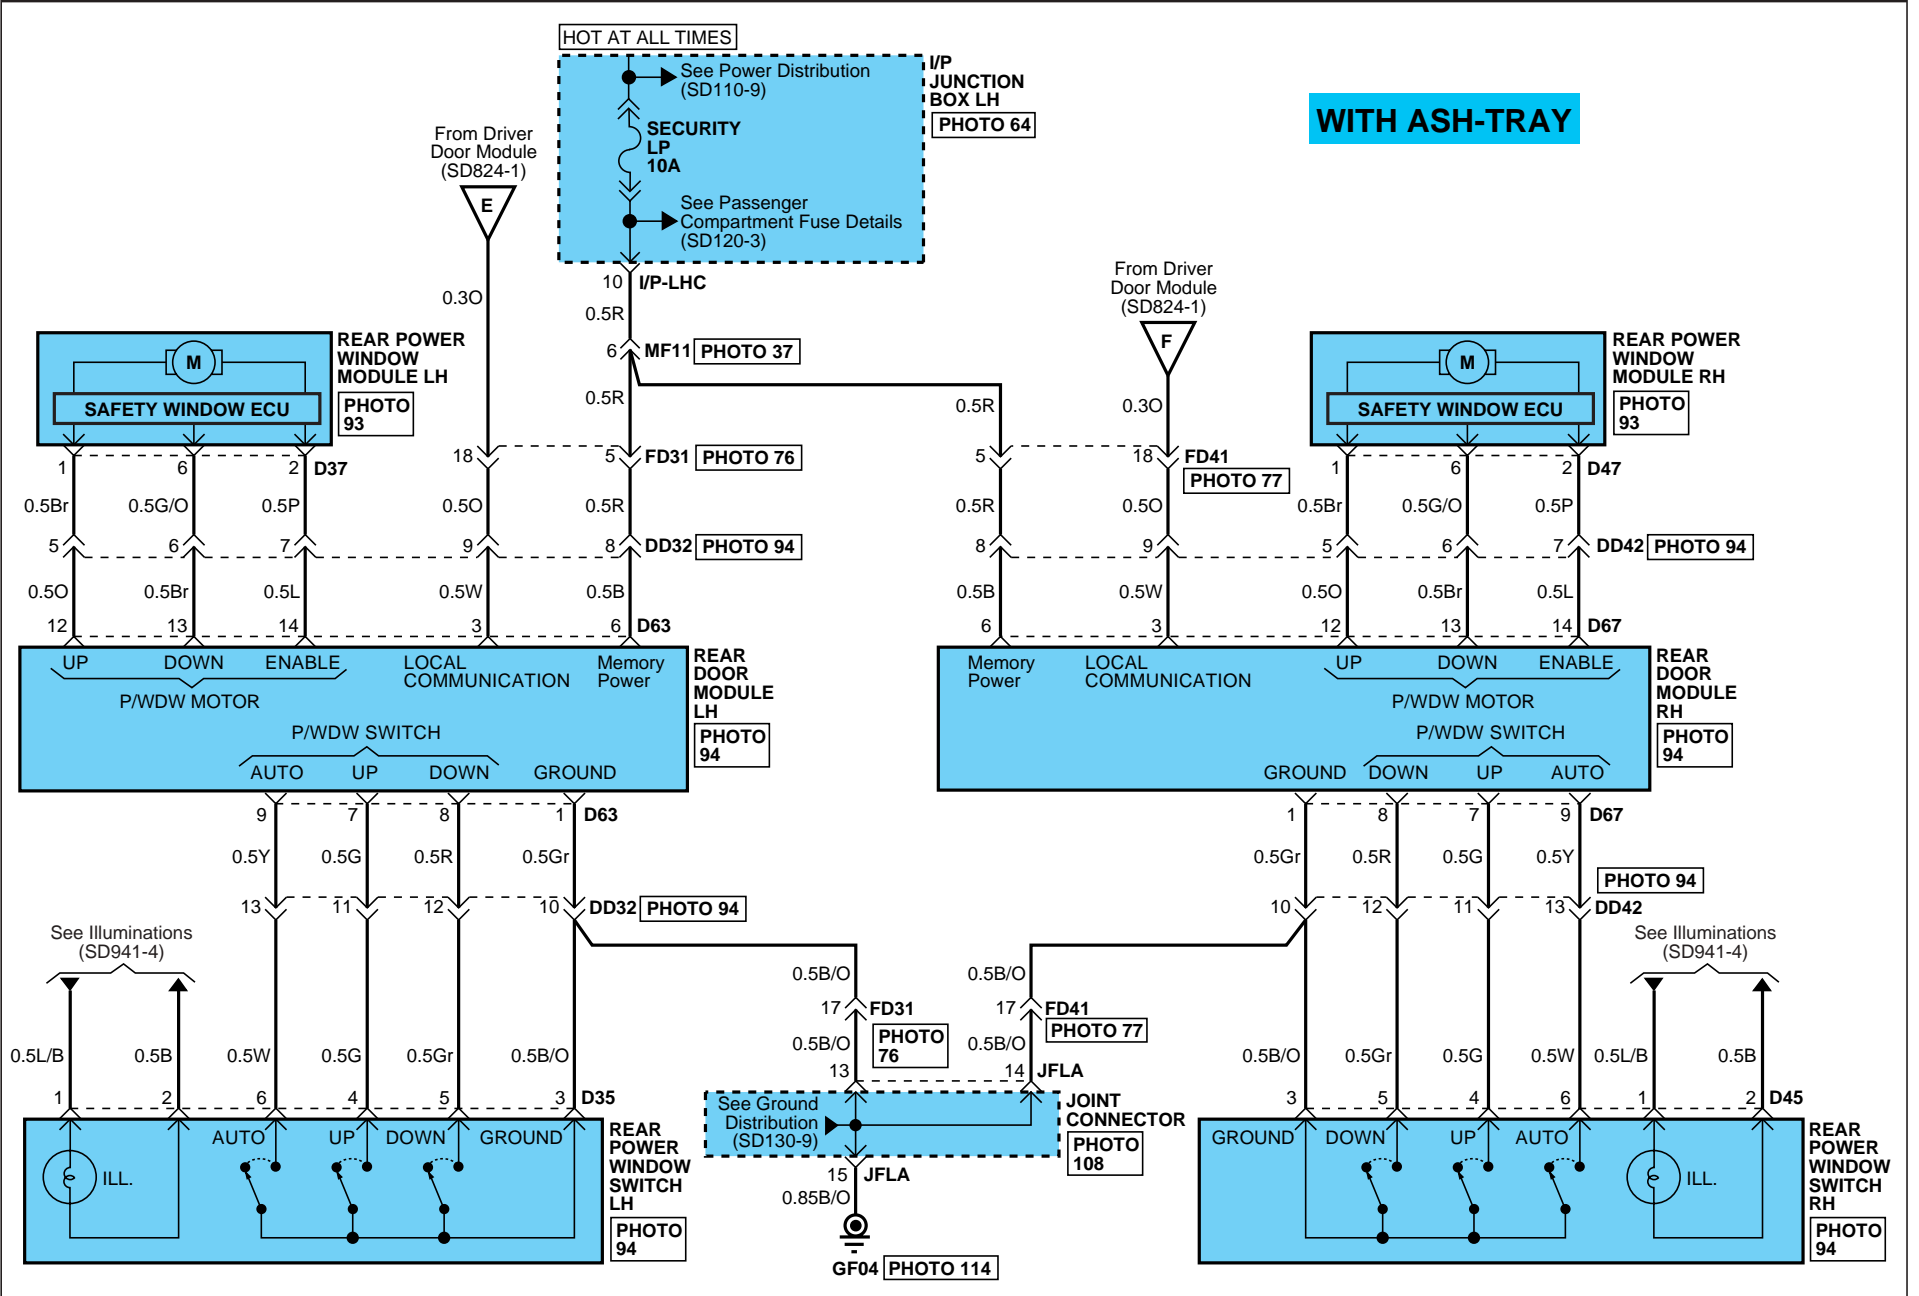 HOT AT ALL TIMES
See Power Distribution
(SD110-9)
SECURITY
LP
10A
See Passenger
Compartment Fuse Details
(SD120-3)
I/P
JUNCTION
BOX LH
PHOTO 64
WITH ASH-TRAY
From Driver
Door Module
(SD824-1)
E
0.3O
10
I/P-LHC
0.5R
6
MF11
PHOTO 37
0.5R
0.5R
From Driver
Door Module
(SD824-1)
F
0.3O
M
SAFETY WINDOW ECU
REAR POWER
WINDOW
MODULE LH
PHOTO
93
M
SAFETY WINDOW ECU
REAR POWER
WINDOW
MODULE RH
PHOTO
93
1
6
2
D37
18
5
FD31
PHOTO 76
5
18
FD41
PHOTO 77
1
6
2
D47
0.5Br
0.5G/O
0.5P
0.5O
0.5R
0.5R
0.5O
0.5Br
0.5G/O
0.5P
5
6
7
9
8
DD32
PHOTO 94
8
9
5
6
7
DD42
PHOTO 94
0.5O
0.5Br
0.5L
0.5W
0.5B
0.5B
0.5W
0.5O
0.5Br
0.5L
12
13
14
3
6
D63
6
3
12
13
14
D67
UP
DOWN
ENABLE
P/WDW MOTOR
LOCAL
COMMUNICATION
Memory
Power
P/WDW SWITCH
AUTO
UP
DOWN
GROUND
REAR
DOOR
MODULE
LH
PHOTO
94
Memory
Power
LOCAL
COMMUNICATION
UP
DOWN
ENABLE
P/WDW MOTOR
P/WDW SWITCH
GROUND
DOWN
UP
AUTO
REAR
DOOR
MODULE
RH
PHOTO
94
9
7
8
1
D63
1
8
7
9
D67
0.5Y
0.5G
0.5R
0.5Gr
0.5Gr
0.5R
0.5G
0.5Y
13
11
12
10
DD32
PHOTO 94
10
12
11
13
DD42
PHOTO 94
See Illuminations
(SD941-4)
See Illuminations
(SD941-4)
0.5B/O
0.5B/O
17
FD31
PHOTO
76
17
FD41
PHOTO 77
0.5B/O
0.5B/O
0.5L/B
0.5B
0.5W
0.5G
0.5Gr
0.5B/O
0.5B/O
0.5Gr
0.5G
0.5W
0.5L/B
0.5B
1
2
6
4
5
3
D35
13
14
JFLA
3
5
4
6
1
2
D45
ILL.
AUTO
UP
DOWN
GROUND
REAR
POWER
WINDOW
SWITCH
LH
PHOTO
94
See Ground
Distribution
(SD130-9)
JOINT
CONNECTOR
PHOTO
108
15
JFLA
0.85B/O
GF04
PHOTO 114
GROUND
DOWN
UP
AUTO
ILL.
REAR
POWER
WINDOW
SWITCH
RH
PHOTO
94